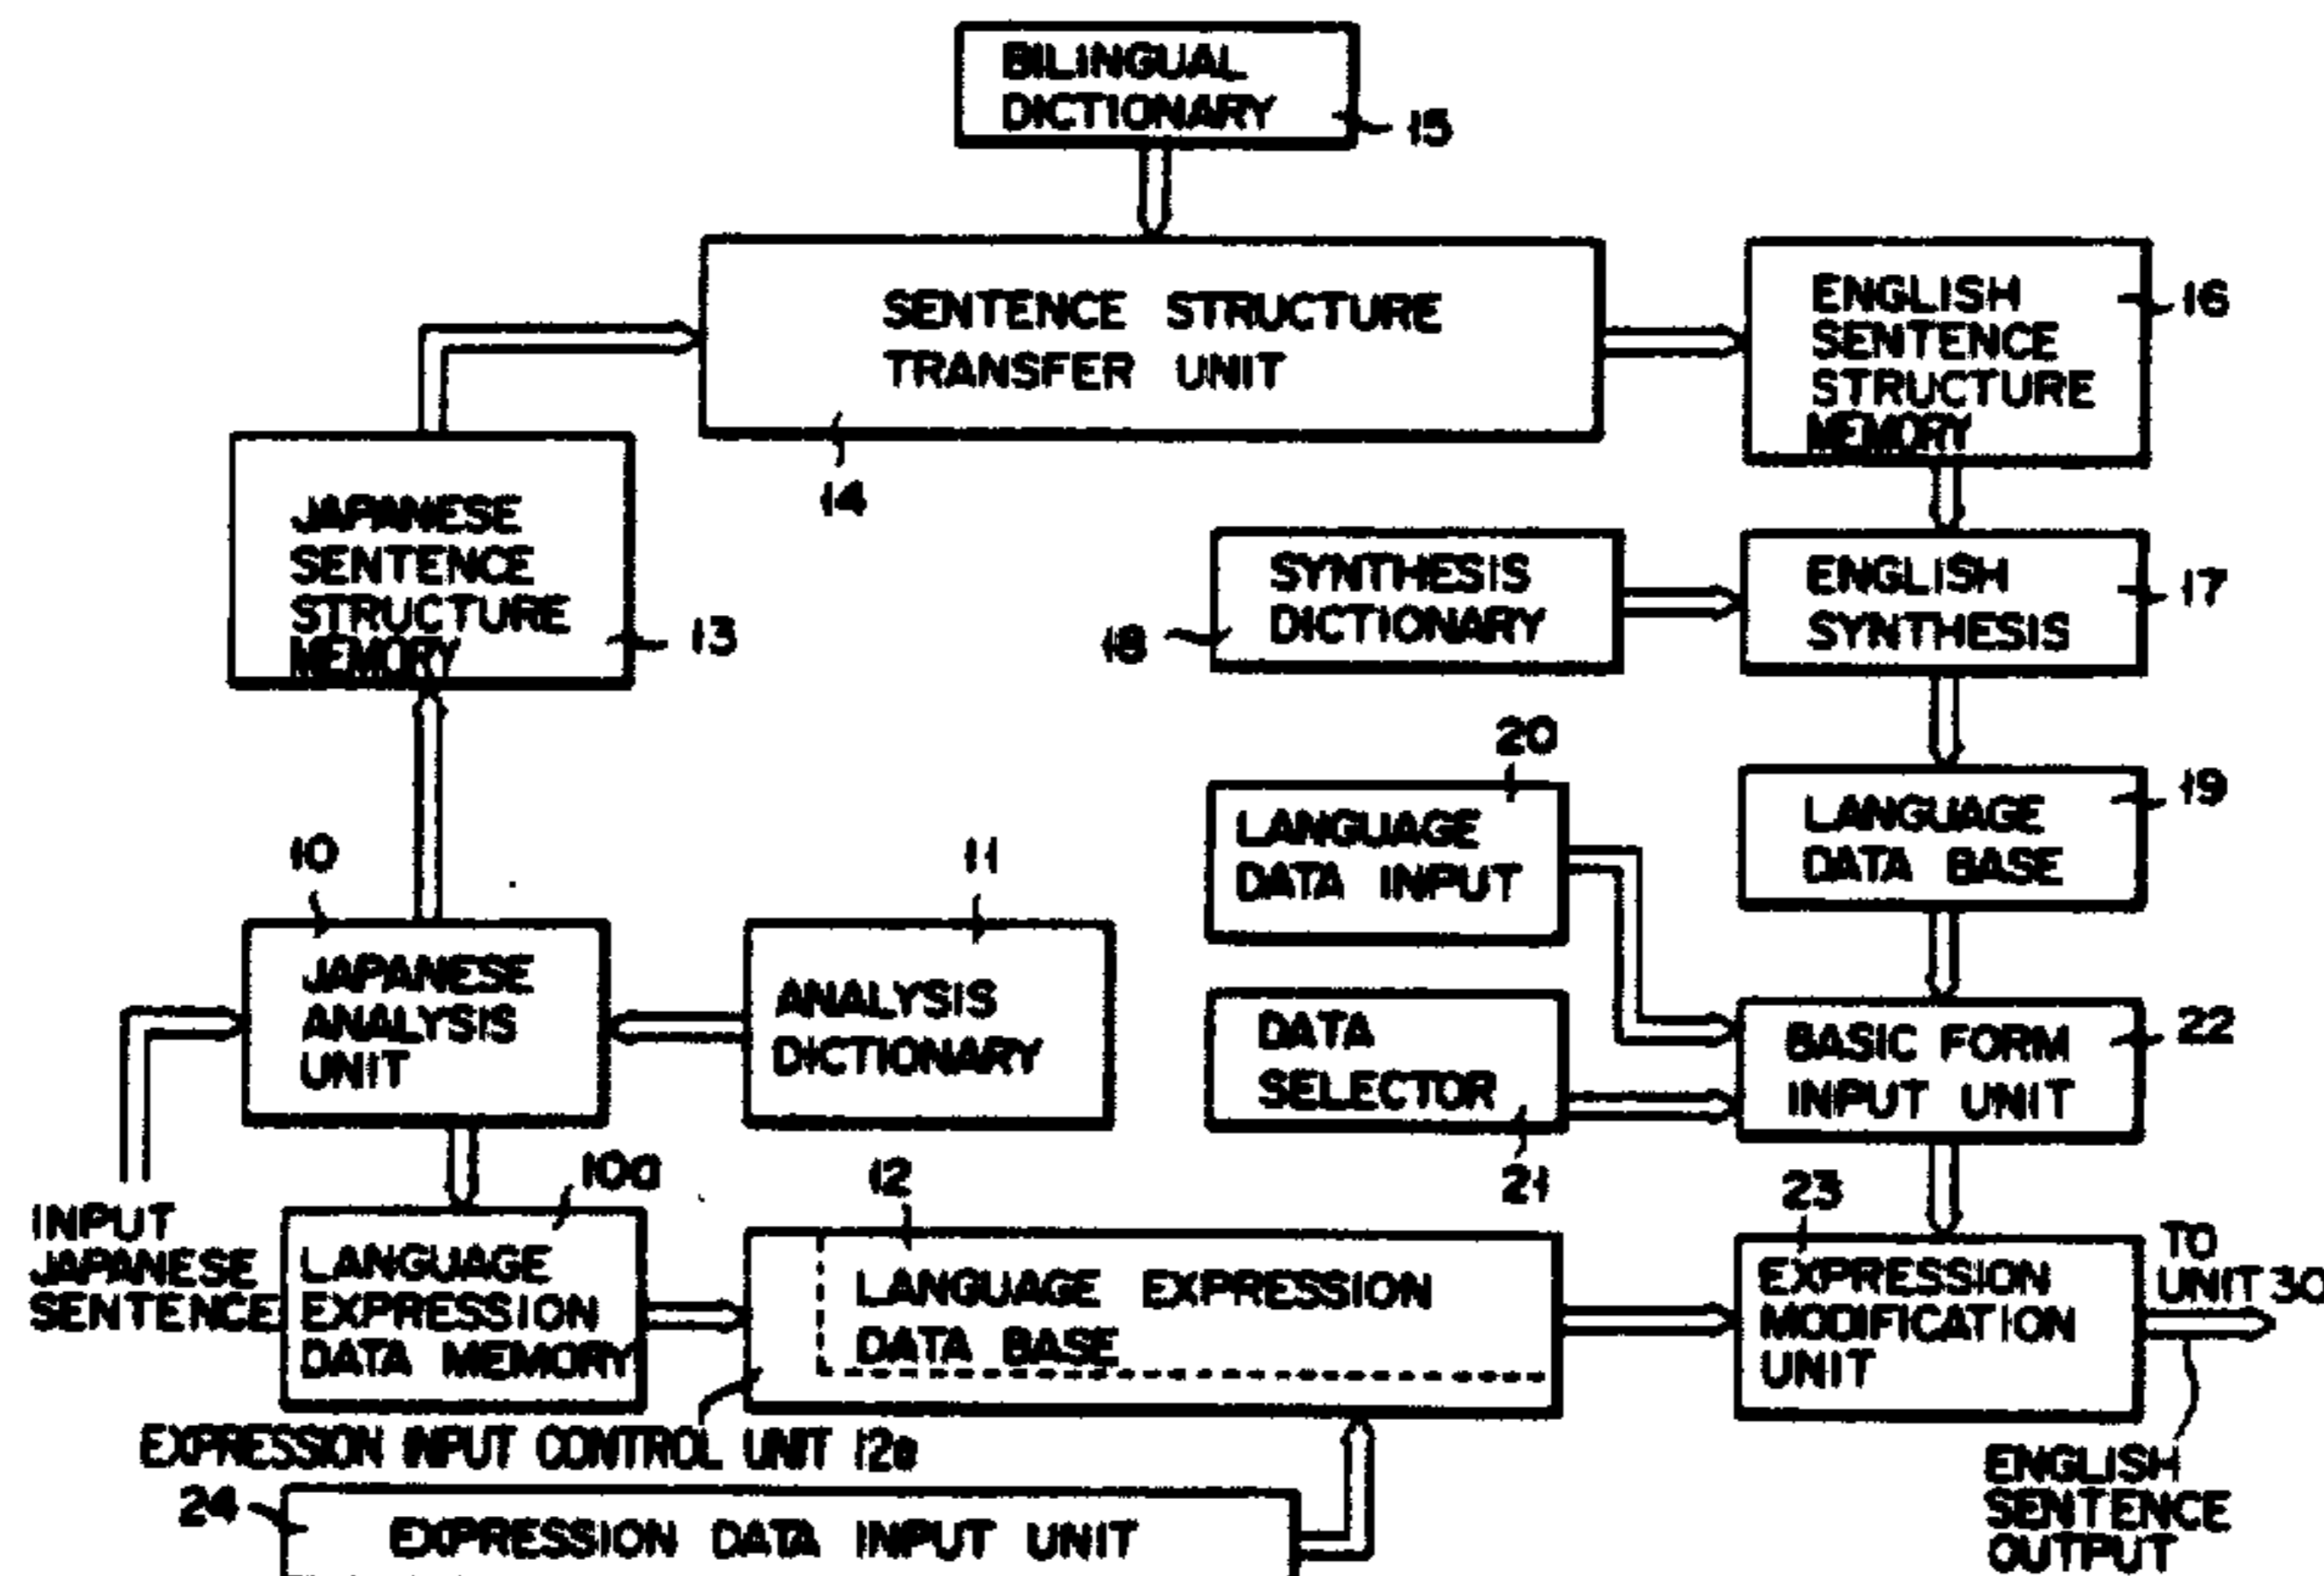 BILINGUAL
DICTIONARY
15
SENTENCE STRUCTURE
TRANSFER UNIT
14
ENGLISH
SENTENCE
STRUCTURE
MEMORY
16
JAPANESE
SENTENCE
STRUCTURE
MEMORY
13
SYNTHESIS
DICTIONARY
18
ENGLISH
SYNTHESIS
17
20
LANGUAGE
DATA INPUT
LANGUAGE
DATA BASE
19
10
JAPANESE
ANALYSIS
UNIT
11
ANALYSIS
DICTIONARY
DATA
SELECTOR
21
BASIC FORM
INPUT UNIT
22
INPUT
JAPANESE
SENTENCE
10a
LANGUAGE
EXPRESSION
DATA MEMORY
12
LANGUAGE EXPRESSION
DATA BASE
23
EXPRESSION
MODIFICATION
UNIT
TO
UNIT 30
EXPRESSION INPUT CONTROL UNIT 12a
24
EXPRESSION DATA INPUT UNIT
ENGLISH
SENTENCE
OUTPUT